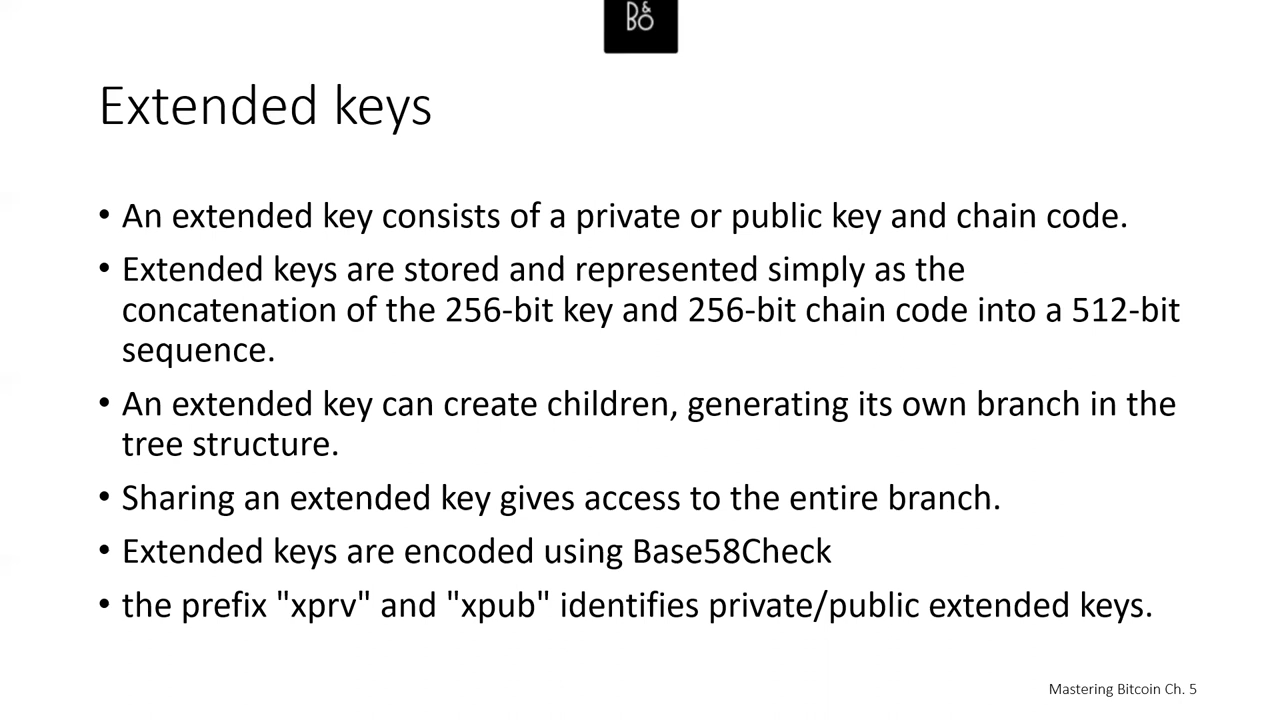 B&O
Extended keys
• An extended key consists of a private or public key and chain code.
• Extended keys are stored and represented simply as the
concatenation of the 256-bit key and 256-bit chain code into a 512-bit
sequence.
• An extended key can create children, generating its own branch in the
tree structure.
• Sharing an extended key gives access to the entire branch.
• Extended keys are encoded using Base58Check
• the prefix "xprv" and "xpub" identifies private/public extended keys.
Mastering Bitcoin Ch. 5